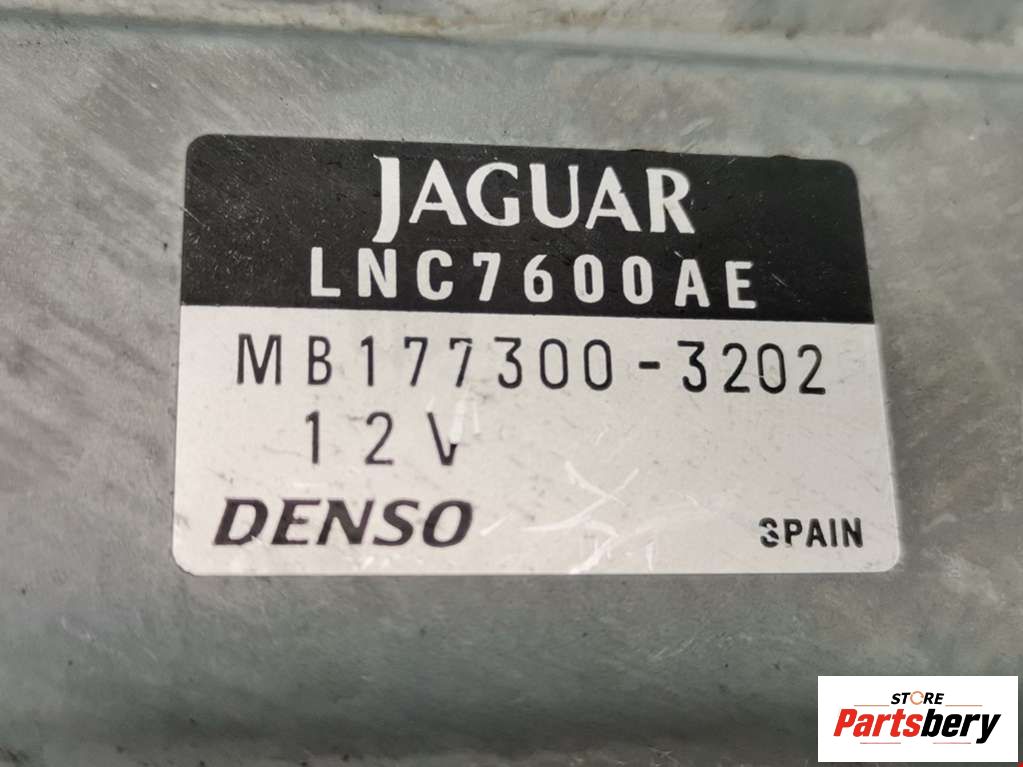 JAGUAR
LNC7600AE
MB177300-3202
12V
DENSO
SPAIN
STORE
Partsbery